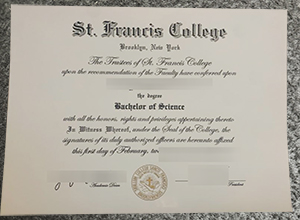 St. Francis College
Brooklyn, New York
The Trustees of St. Francis College
upon the recommendation of the Faculty have conferred upon
the degree
Bachelor of Science
with all the honors, rights and privileges appertaining thereto
In Witness Whereof, under the Seal of the College, the
signatures of its duly authorized officers are hereunto affixed
this first day of February, two
Academic Dean
President